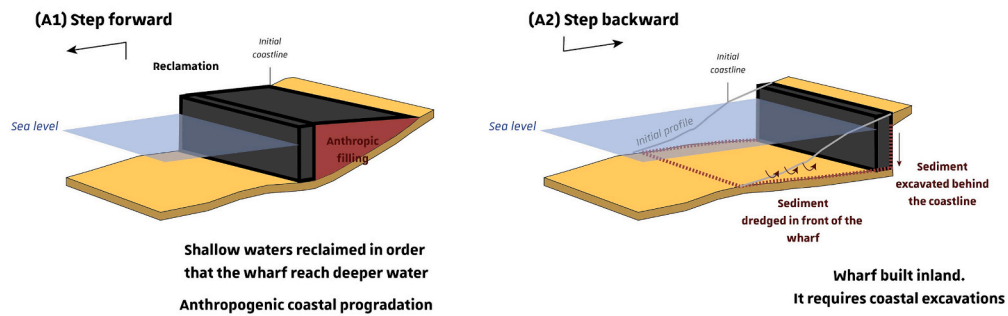 (A1) Step forward
Initial
coastline
Reclamation
Sea level
Anthropic
filling
Shallow waters reclaimed in order
that the wharf reach deeper water
Anthropogenic coastal progradation
(A2) Step backward
Initial
coastline
Sea level
Initial profile
Sediment
excavated behind
the coastline
Sediment
dredged in front of the
wharf
Wharf built inland.
It requires coastal excavations